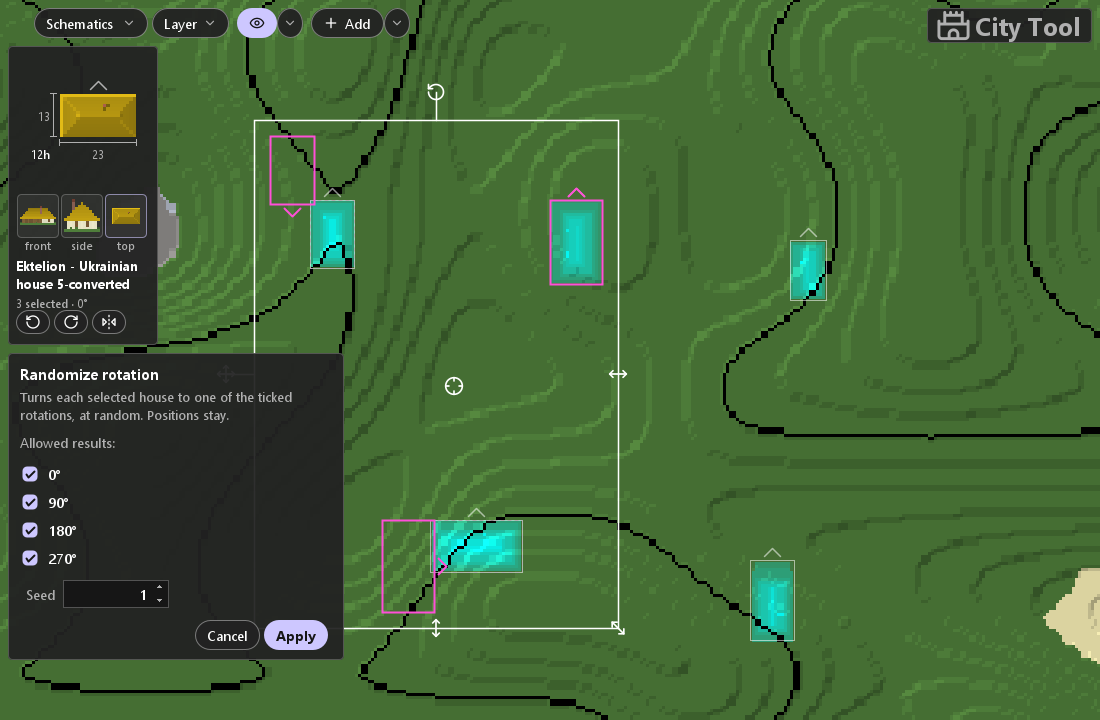 Schematics
Layer
Add
City Tool
13
12h
23
front
side
top
Ektelion - Ukrainian
house 5-converted
3 selected · 0°
Randomize rotation
Turns each selected house to one of the ticked
rotations, at random. Positions stay.
Allowed results:
0°
90°
180°
270°
Seed
1
Cancel
Apply